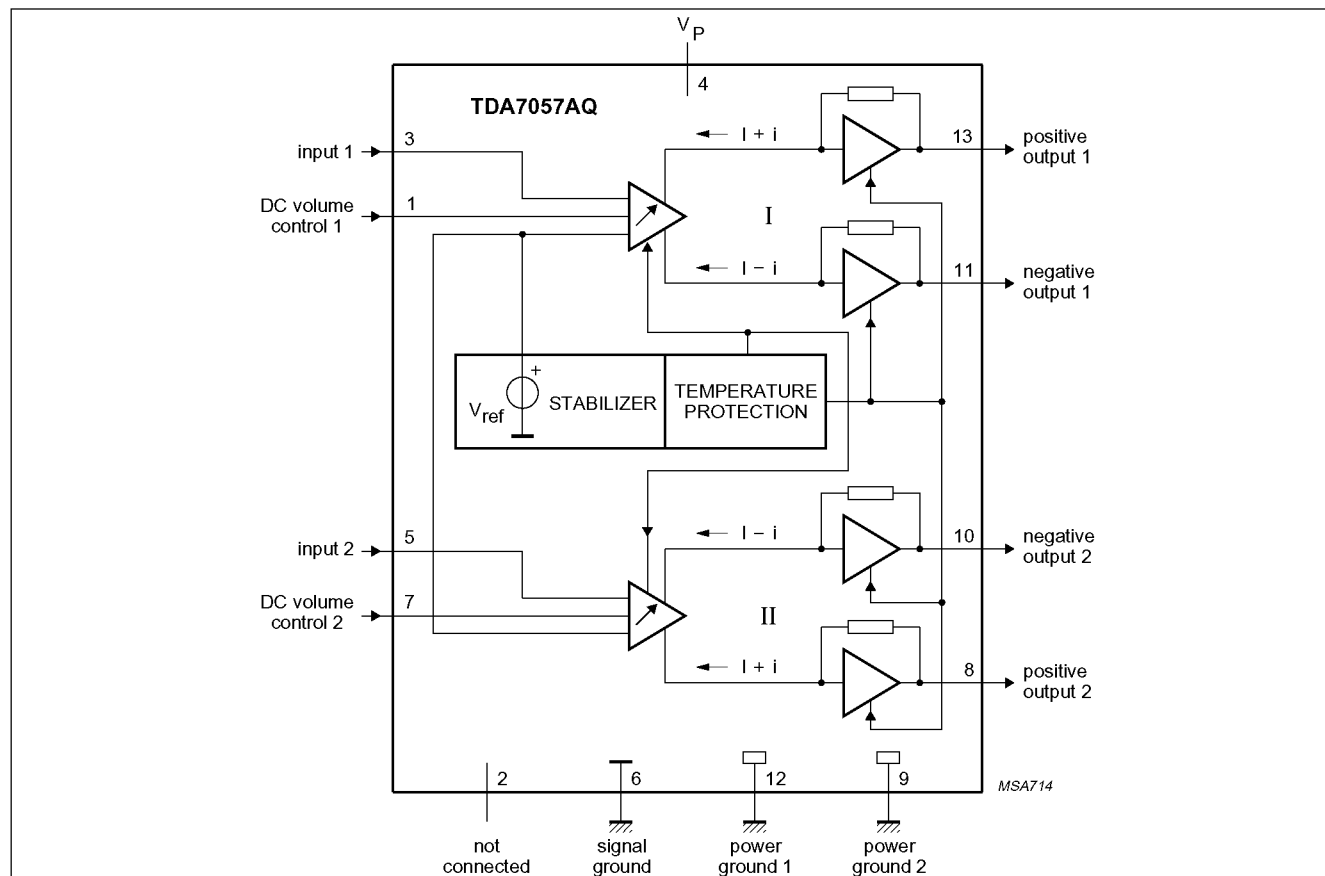 V
P
4
TDA7057AQ
I + i
13
positive
output 1
input 1
3
DC volume
control 1
1
I
I − i
11
negative
output 1
+
V
ref
STABILIZER
TEMPERATURE
PROTECTION
input 2
5
I − i
10
negative
output 2
DC volume
control 2
7
II
I + i
8
positive
output 2
2
6
12
9
MSA714
not
connected
signal
ground
power
ground 1
power
ground 2